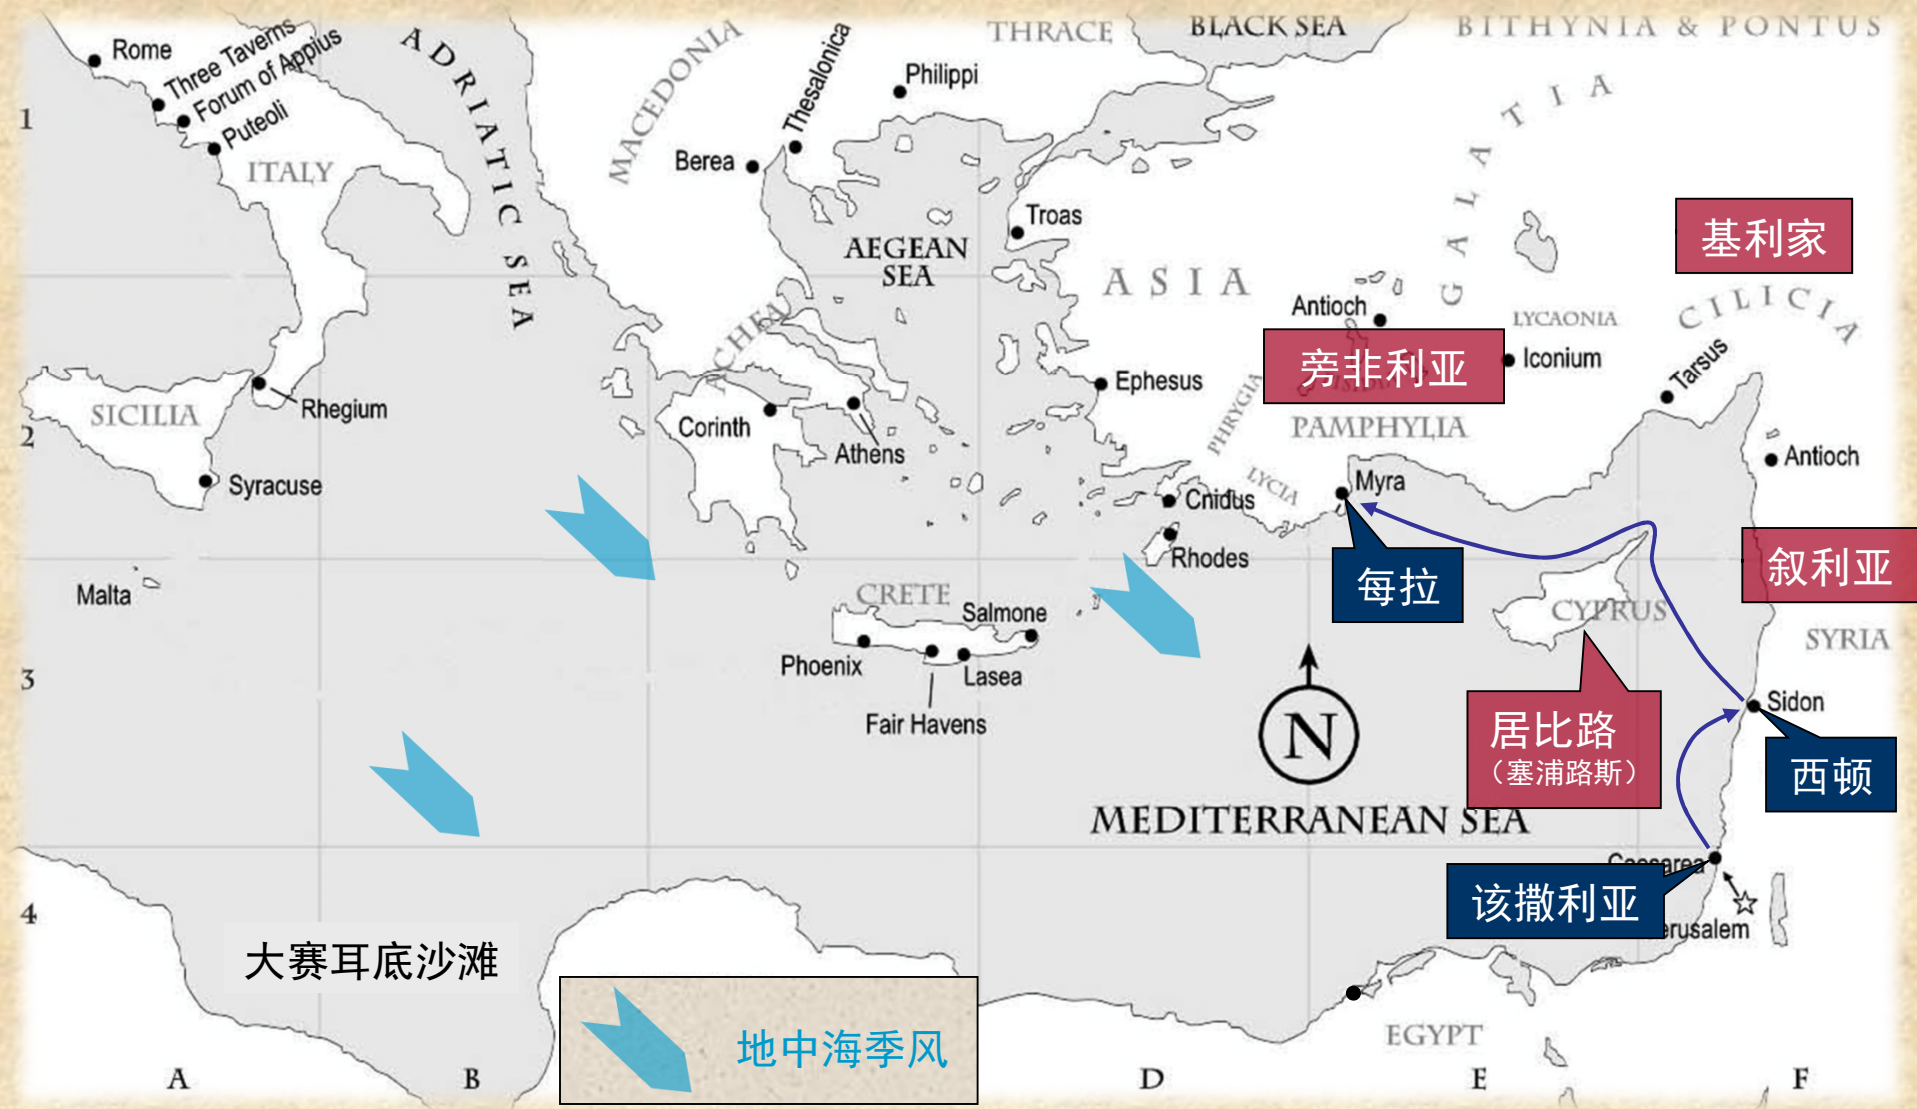 Rome
Three Taverns
Forum of Appius
Puteoli
ITALY
ADRIATIC SEA
MACEDONIA
Thesalonica
Berea
Philippi
THRACE
BLACK SEA
BITHYNIA & PONTUS
GALATIA
1
Troas
AEGEAN
SEA
ASIA
Antioch
LYCAONIA
Iconium
基利家
CILICIA
Tarsus
旁非利亚
PHRYGIA
PAMPHYLIA
ACHEA
Ephesus
SICILIA
Rhegium
2
Corinth
Athens
Syracuse
Cnidus
LYCIA
Myra
Antioch
Rhodes
每拉
叙利亚
Malta
CRETE
Salmone
CYPRUS
SYRIA
Phoenix
Lasea
Fair Havens
3
N
居比路
（塞浦路斯）
Sidon
西顿
MEDITERRANEAN SEA
Caesarea
该撒利亚
erusalem
4
大赛耳底沙滩
地中海季风
EGYPT
A
B
D
E
F